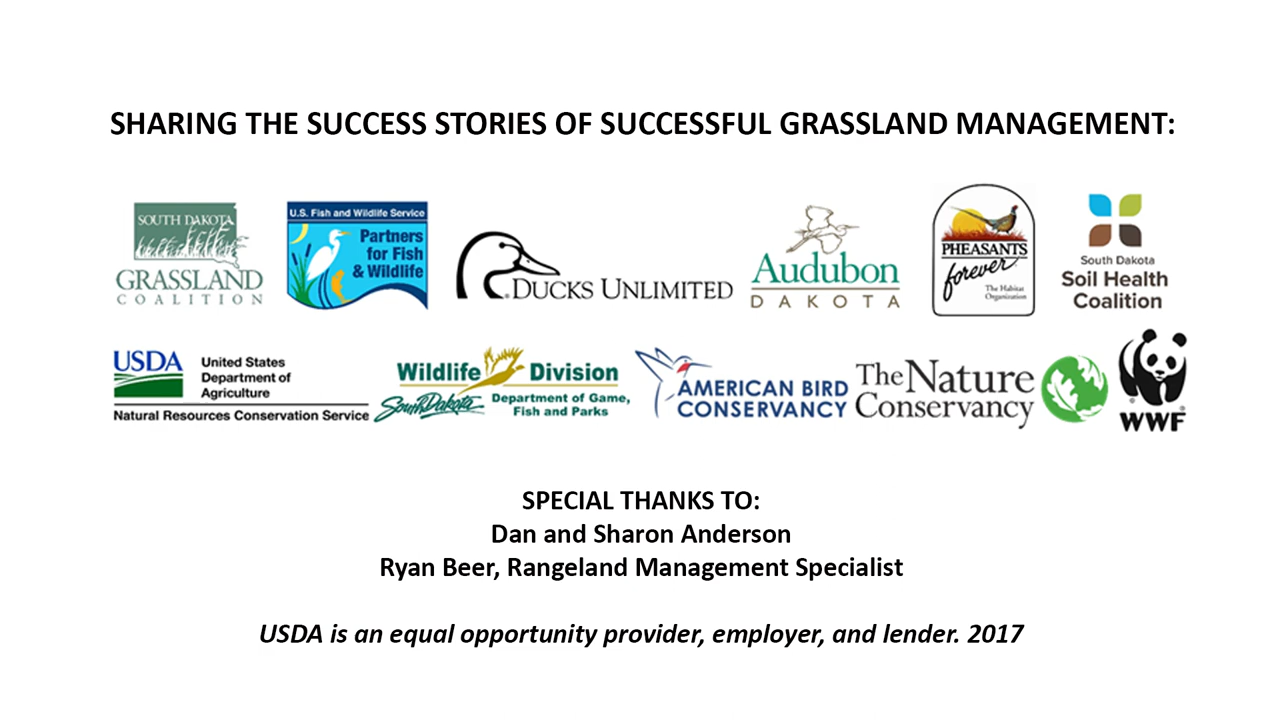 SHARING THE SUCCESS STORIES OF SUCCESSFUL GRASSLAND MANAGEMENT:
SOUTH DAKOTA
GRASSLAND
COALITION
U.S. Fish and Wildlife Service
Partners
for Fish
& Wildlife
DUCKS UNLIMITED
Audubon
DAKOTA
PHEASANTS
forever
The Habitat
Organization
South Dakota
Soil Health
Coalition
USDA
United States
Department of
Agriculture
Natural Resources Conservation Service
Wildlife Division
South Dakota
Department of Game,
Fish and Parks
AMERICAN BIRD
CONSERVANCY
The Nature
Conservancy
WWF
SPECIAL THANKS TO:
Dan and Sharon Anderson
Ryan Beer, Rangeland Management Specialist
USDA is an equal opportunity provider, employer, and lender. 2017